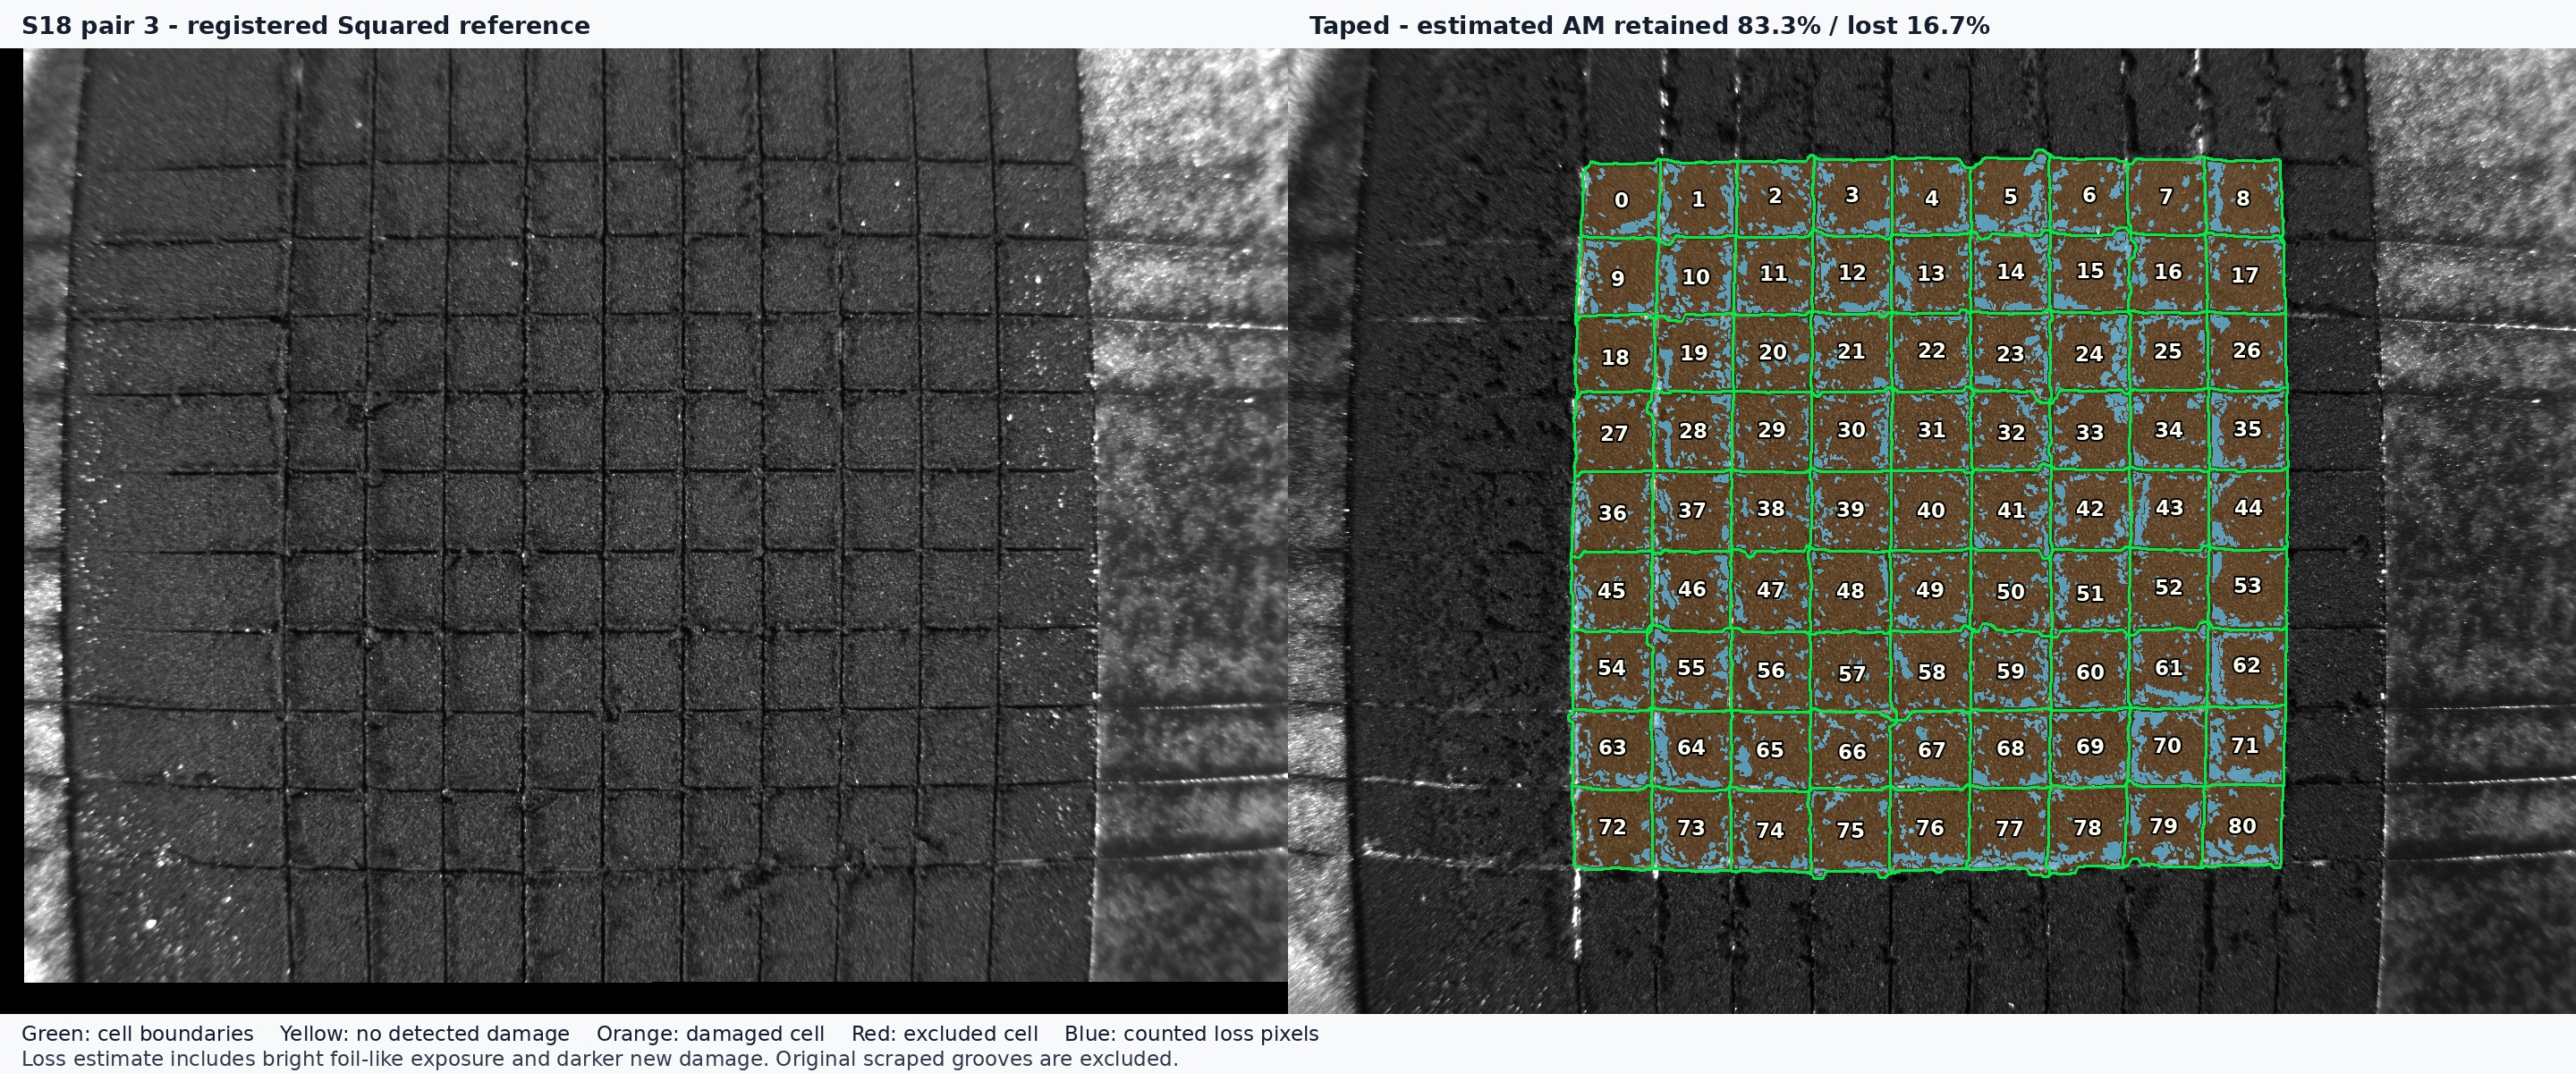 S18 pair 3 - registered Squared reference
Taped - estimated AM retained 83.3% / lost 16.7%
0 1 2 3 4 5 6 7 8
9 10 11 12 13 14 15 16 17
18 19 20 21 22 23 24 25 26
27 28 29 30 31 32 33 34 35
36 37 38 39 40 41 42 43 44
45 46 47 48 49 50 51 52 53
54 55 56 57 58 59 60 61 62
63 64 65 66 67 68 69 70 71
72 73 74 75 76 77 78 79 80
Green: cell boundaries Yellow: no detected damage Orange: damaged cell Red: excluded cell Blue: counted loss pixels
Loss estimate includes bright foil-like exposure and darker new damage. Original scraped grooves are excluded.